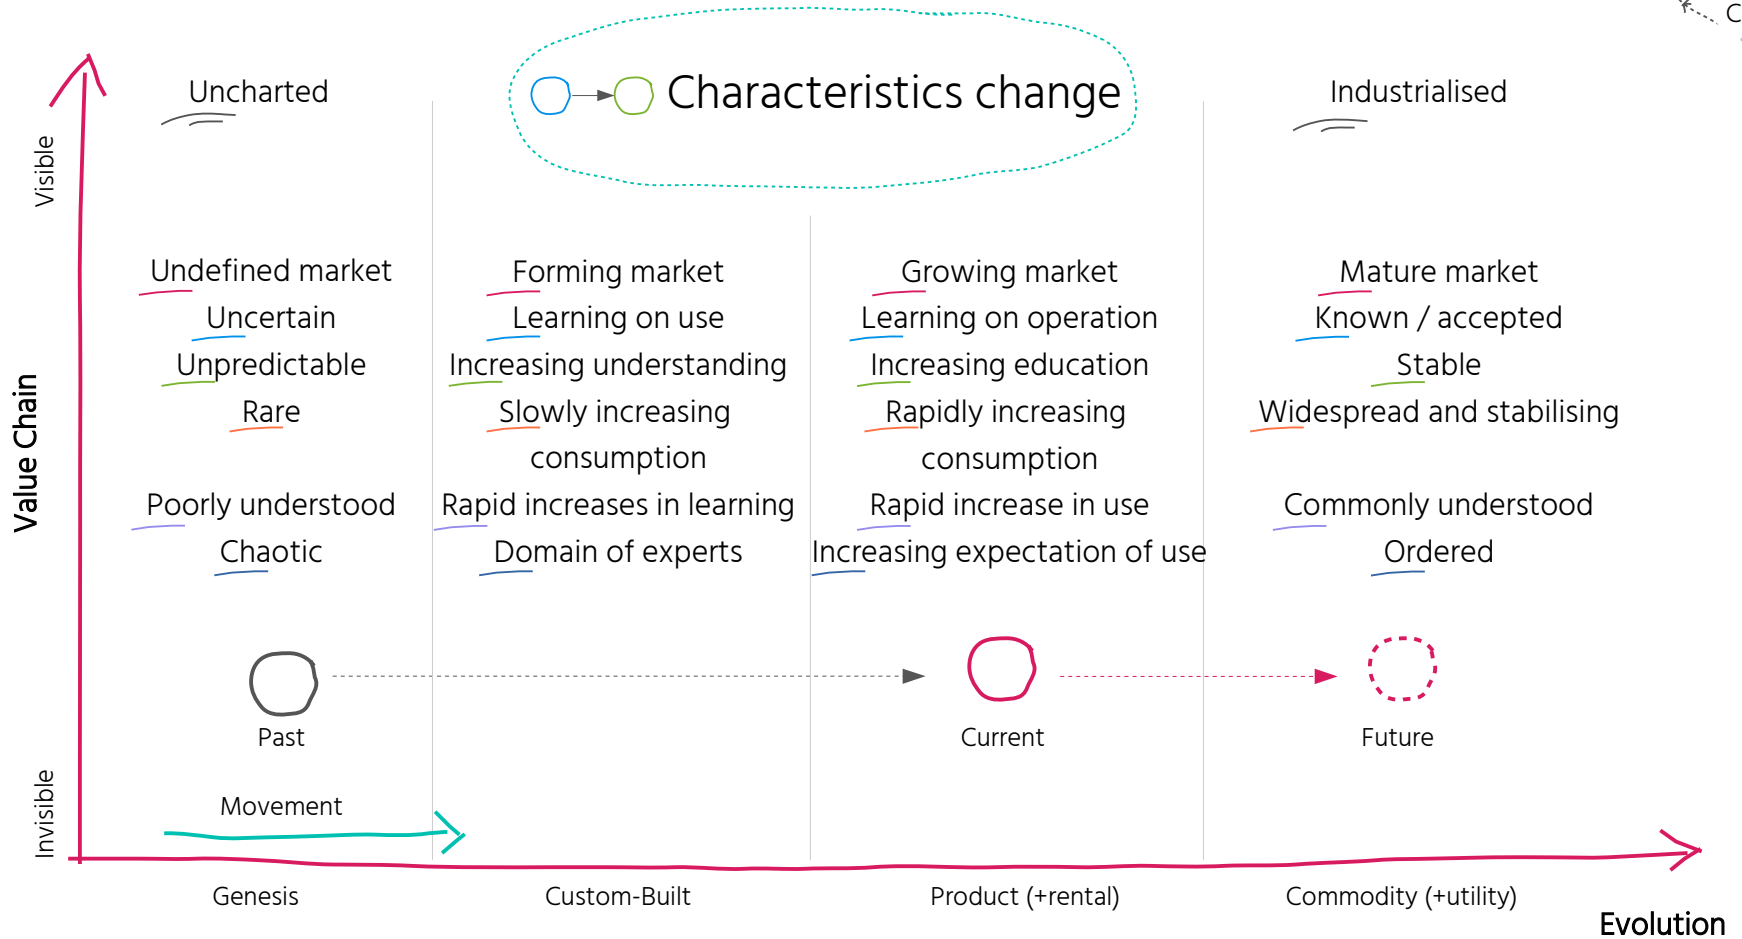 C
Uncharted
Characteristics change
Industrialised
Visible
Value Chain
Invisible
Undefined market
Uncertain
Unpredictable
Rare
Poorly understood
Chaotic
Forming market
Learning on use
Increasing understanding
Slowly increasing
consumption
Rapid increases in learning
Domain of experts
Growing market
Learning on operation
Increasing education
Rapidly increasing
consumption
Rapid increase in use
Increasing expectation of use
Mature market
Known / accepted
Stable
Widespread and stabilising
Commonly understood
Ordered
Past
Current
Future
Movement
Genesis
Custom-Built
Product (+rental)
Commodity (+utility)
Evolution